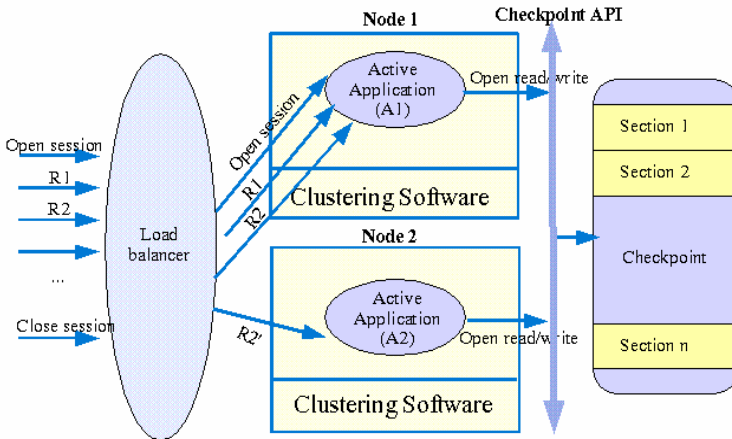 Node 1
Checkpoint API
Active
Application
(A1)
Open read/write
Open session
R1
R2
Clustering Software
Open session
R1
R2
...
Close session
Load
balancer
Node 2
Active
Application
(A2)
R2'
Open read/write
Clustering Software
Section 1
Section 2
Checkpoint
Section n